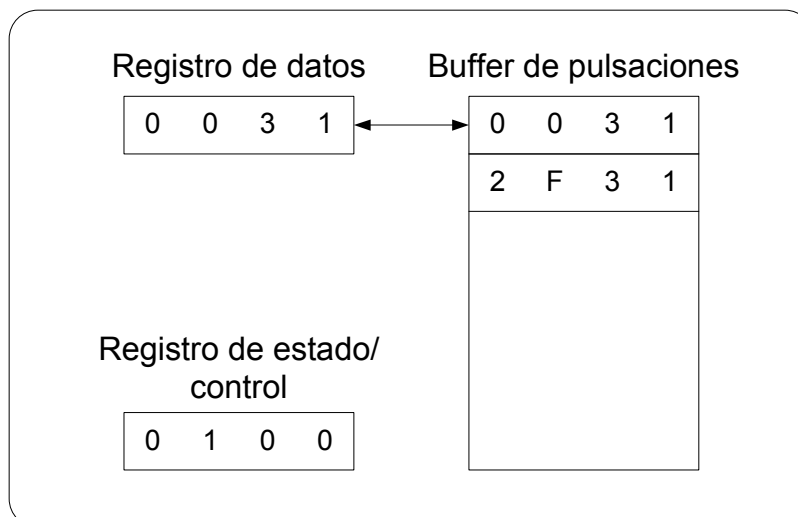 Registro de datos
0 0 3 1
Buffer de pulsaciones
0 0 3 1
2 F 3 1
Registro de estado/
control
0 1 0 0